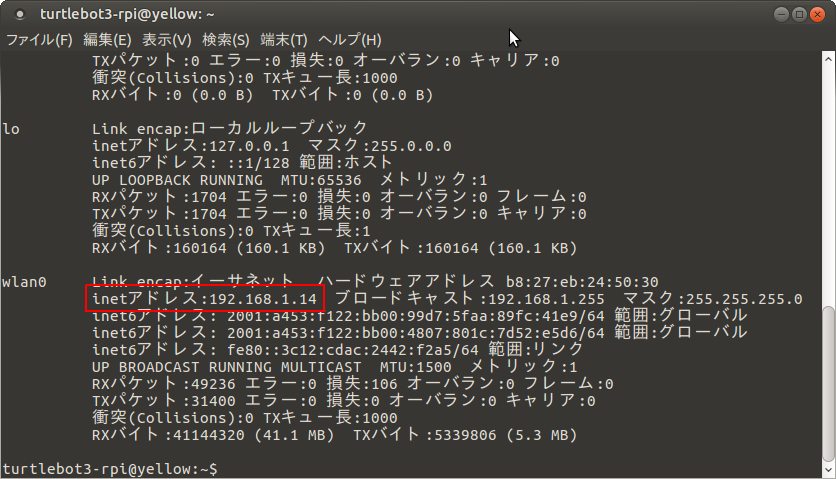 turtlebot3-rpi@yellow: ~
ファイル(F) 編集(E) 表示(V) 検索(S) 端末(T) ヘルプ(H)
TXパケット:0 エラー:0 損失:0 オーバラン:0 キャリア:0
衝突(Collisions):0 TXキュー長:1000
RXバイト:0 (0.0 B) TXバイト:0 (0.0 B)
lo Link encap:ローカルループバック
inetアドレス:127.0.0.1 マスク:255.0.0.0
inet6アドレス: ::1/128 範囲:ホスト
UP LOOPBACK RUNNING MTU:65536 メトリック:1
RXパケット:1704 エラー:0 損失:0 オーバラン:0 フレーム:0
TXパケット:1704 エラー:0 損失:0 オーバラン:0 キャリア:0
衝突(Collisions):0 TXキュー長:1
RXバイト:160164 (160.1 KB) TXバイト:160164 (160.1 KB)
wlan0 Link encap:イーサネット ハードウェアアドレス b8:27:eb:24:50:30
inetアドレス:192.168.1.14 ブロードキャスト:192.168.1.255 マスク:255.255.255.0
inet6アドレス: 2001:a453:f122:bb00:99d7:5faa:89fc:41e9/64 範囲:グローバル
inet6アドレス: 2001:a453:f122:bb00:4807:801c:7d52:e5d6/64 範囲:グローバル
inet6アドレス: fe80::3c12:cdac:2442:f2a5/64 範囲:リンク
UP BROADCAST RUNNING MULTICAST MTU:1500 メトリック:1
RXパケット:49236 エラー:0 損失:106 オーバラン:0 フレーム:0
TXパケット:31400 エラー:0 損失:0 オーバラン:0 キャリア:0
衝突(Collisions):0 TXキュー長:1000
RXバイト:41144320 (41.1 MB) TXバイト:5339806 (5.3 MB)
turtlebot3-rpi@yellow:~$